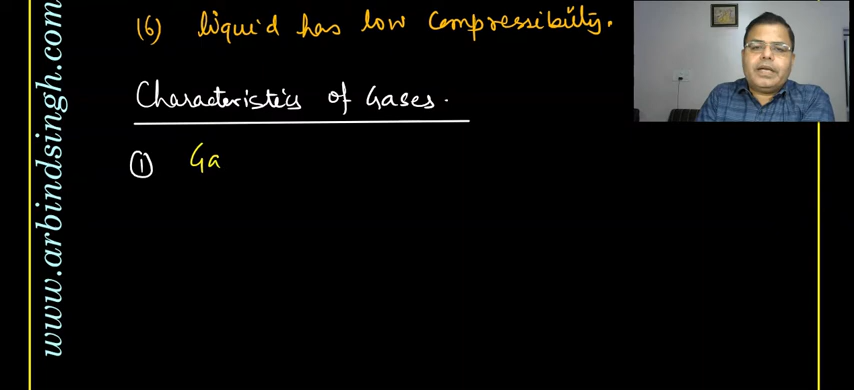 (6) liquid has low compressibility.
Characteristics of Gases.
① Ga
www.arbindsingh.com